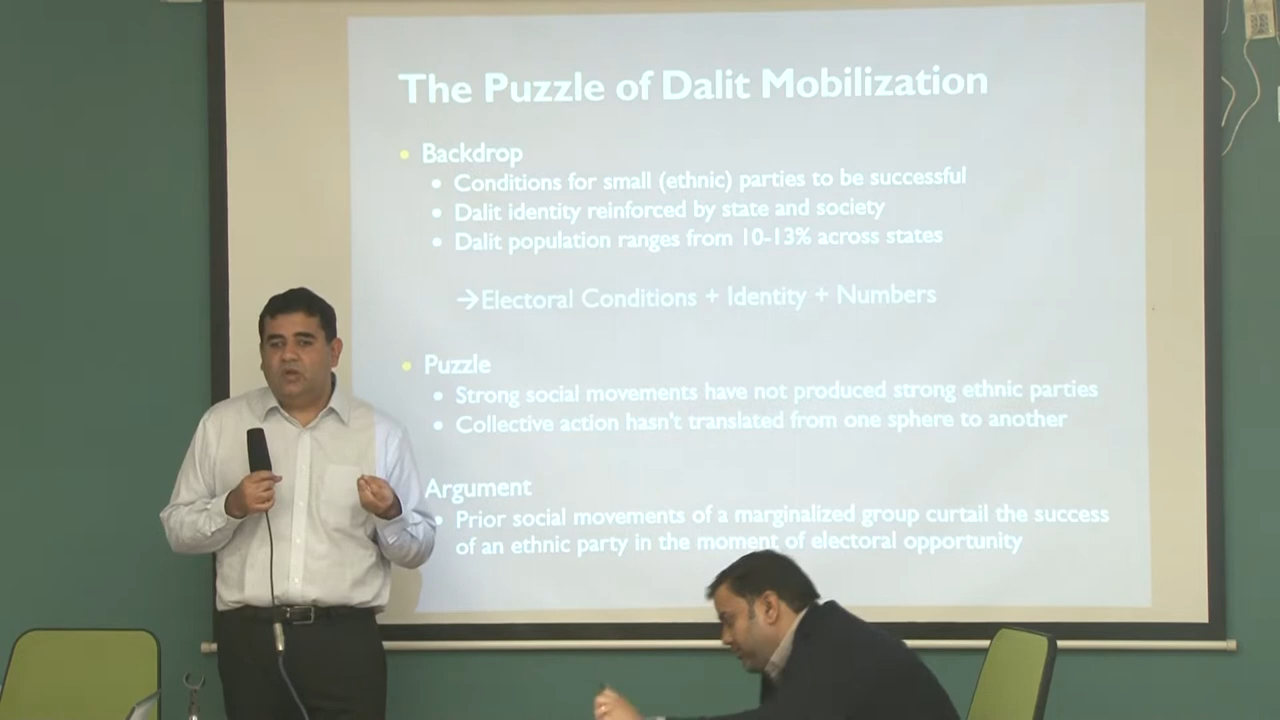 The Puzzle of Dalit Mobilization
• Backdrop
• Conditions for small (ethnic) parties to be successful
• Dalit identity reinforced by state and society
• Dalit population ranges from 10-13% across states
→Electoral Conditions + Identity + Numbers
• Puzzle
• Strong social movements have not produced strong ethnic parties
• Collective action hasn't translated from one sphere to another
Argument
• Prior social movements of a marginalized group curtail the success
of an ethnic party in the moment of electoral opportunity